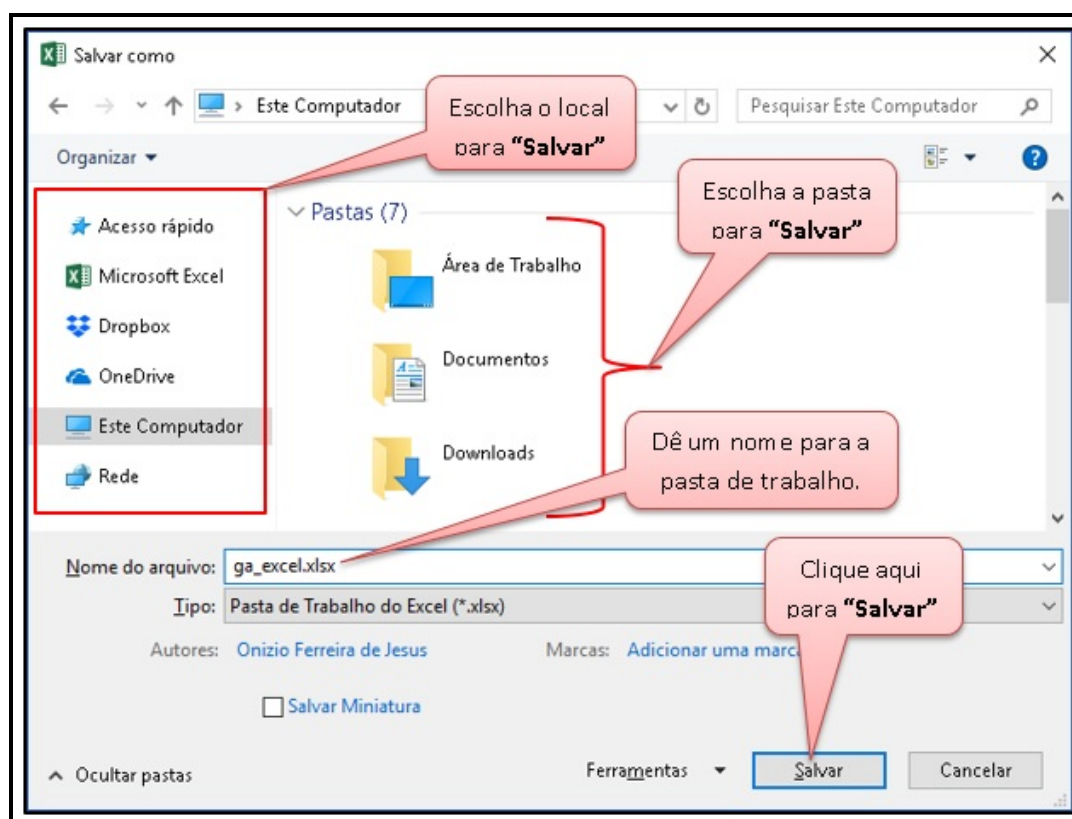 Salvar como
Este Computador
Pesquisar Este Computador
Escolha o local
para “Salvar”
Organizar
Escolha a pasta
para “Salvar”
Acesso rápido
Microsoft Excel
Dropbox
OneDrive
Este Computador
Rede
Pastas (7)
Área de Trabalho
Documentos
Downloads
Dê um nome para a
pasta de trabalho.
Nome do arquivo: ga_excel.xlsx
Tipo: Pasta de Trabalho do Excel (*.xlsx)
Clique aqui
para “Salvar”
Autores: Onizio Ferreira de Jesus Marcas: Adicionar uma marca
Salvar Miniatura
Ocultar pastas
Ferramentas
Salvar
Cancelar